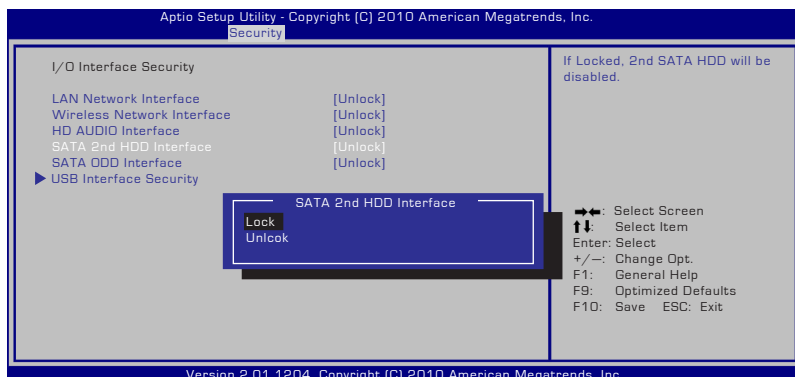 Aptio Setup Utility - Copyright (C) 2010 American Megatrends, Inc.
Security
I/O Interface Security
LAN Network Interface [Unlock]
Wireless Network Interface [Unlock]
HD AUDIO Interface [Unlock]
SATA 2nd HDD Interface [Unlock]
SATA ODD Interface [Unlock]
USB Interface Security
SATA 2nd HDD Interface
Lock
Unlcok
If Locked, 2nd SATA HDD will be
disabled.
→←: Select Screen
↑↓: Select Item
Enter: Select
+/—: Change Opt.
F1: General Help
F9: Optimized Defaults
F10: Save ESC: Exit
Version 2.01.1204. Copyright (C) 2010 American Megatrends, Inc.